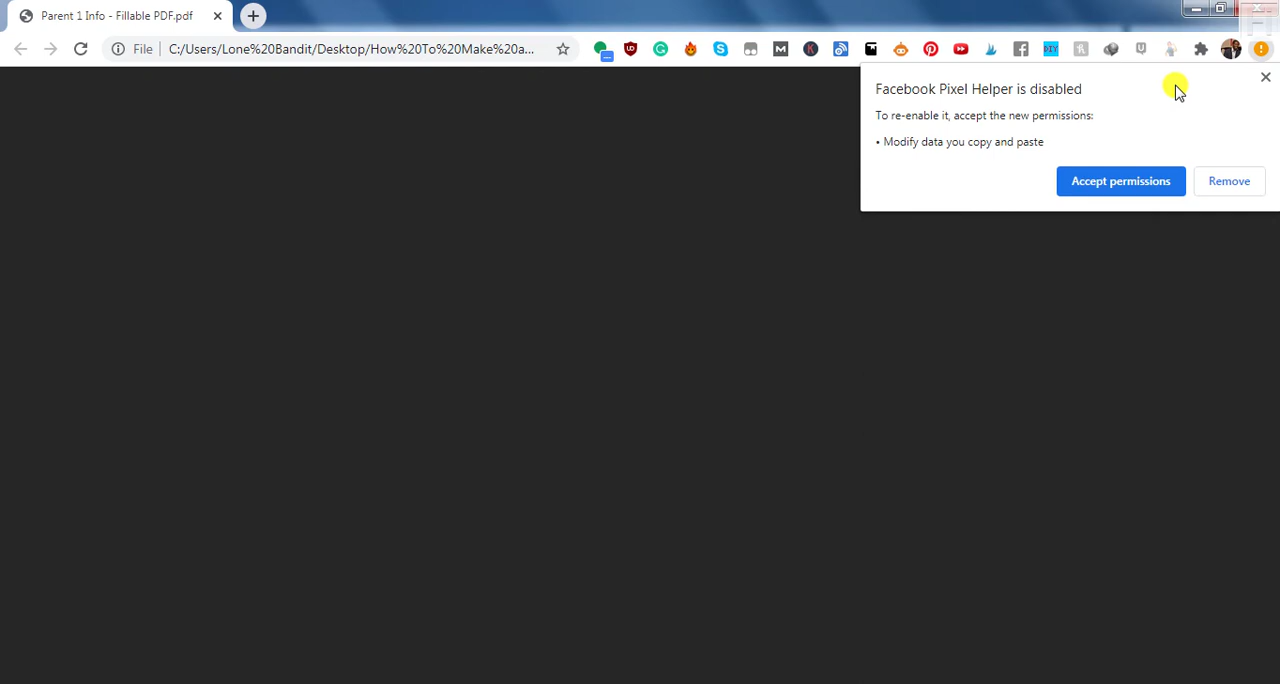 Parent 1 Info - Fillable PDF.pdf
File C:/Users/Lone%20Bandit/Desktop/How%20To%20Make%20a...
Facebook Pixel Helper is disabled
To re-enable it, accept the new permissions:
• Modify data you copy and paste
Accept permissions Remove